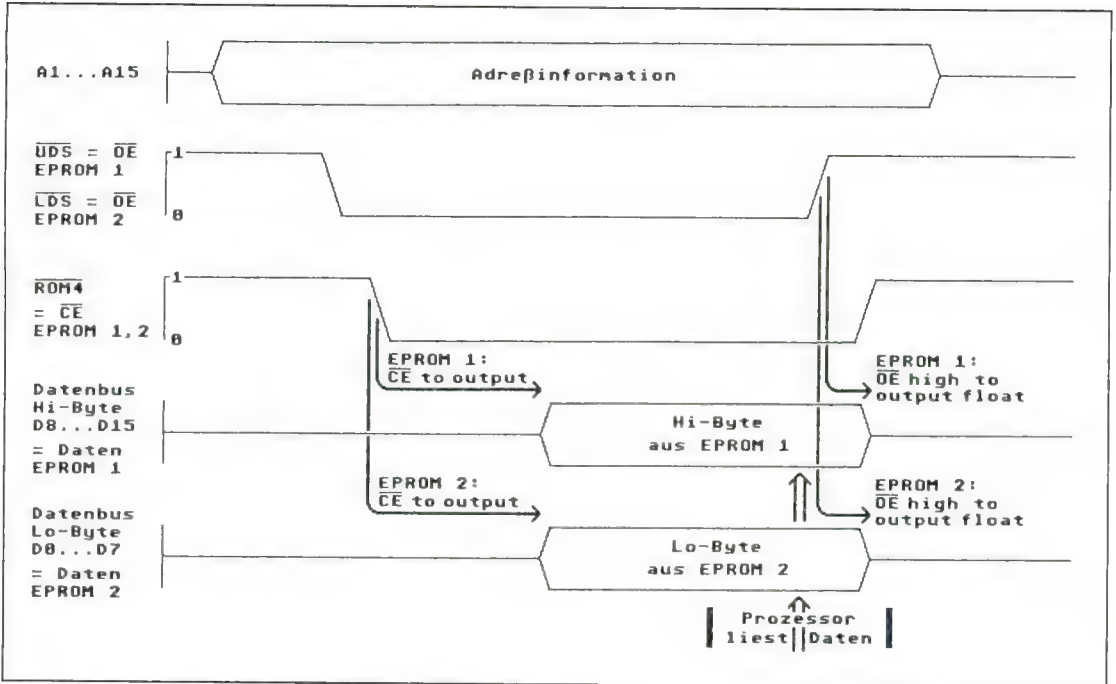 A1...A15
Adreßinformation
UDS = OE
EPROM 1
LDS = OE
EPROM 2
1
0
ROM4
= CE
EPROM 1,2
1
0
EPROM 1:
CE to output
EPROM 1:
OE high to
output float
Datenbus
Hi-Byte
D8...D15
= Daten
EPROM 1
Hi-Byte
aus EPROM 1
EPROM 2:
CE to output
EPROM 2:
OE high to
output float
Datenbus
Lo-Byte
D0...D7
= Daten
EPROM 2
Lo-Byte
aus EPROM 2
Prozessor
liest Daten